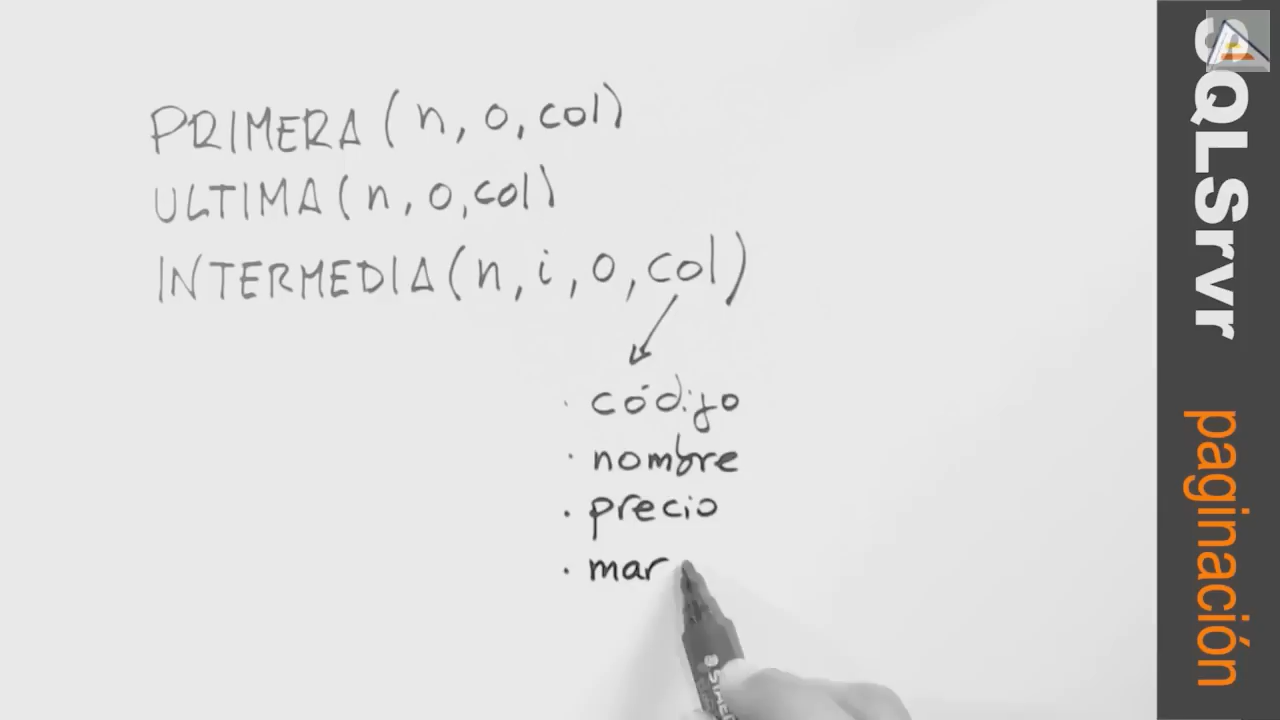 PRIMERA(n, o, col)
ULTIMA(n, o, col)
INTERMEDIA(n, i, o, col)
· código
· nombre
· precio
· mar
SQLSrvr paginación